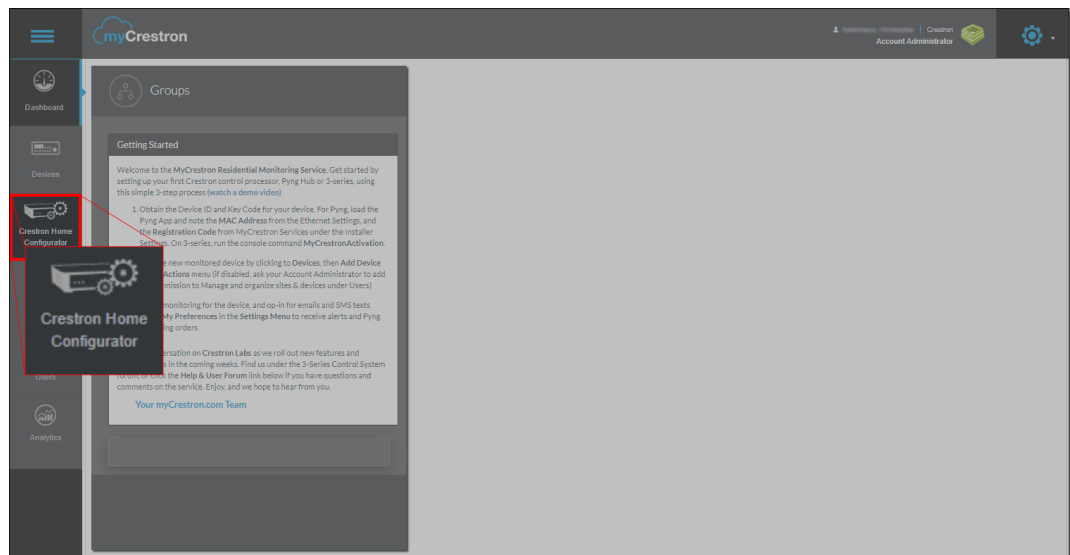 myCrestron
Crestron
Account Administrator
Dashboard
Devices
Crestron Home
Configurator
Crestron Home
Configurator
Users
Analytics
Groups
Getting Started
Welcome to the MyCrestron Residential Monitoring Service. Get started by
setting up your first Crestron control processor, Pyng Hub or 3-series, using
this simple 3-step process (watch a demo video)
1. Obtain the Device ID and Key Code for your device. For Pyng, load the
Pyng App and note the MAC Address from the Ethernet Settings, and
the Registration Code from MyCrestron Services under the Installer
Settings. On 3-series, run the console command MyCrestronActivation.
new monitored device by clicking to Devices, then Add Device
Actions menu (if disabled, ask your Account Administrator to add
mission to Manage and organize sites & devices under Users)
monitoring for the device, and op-in for emails and SMS texts
My Preferences in the Settings Menu to receive alerts and Pyng
ing orders
ersation on Crestron Labs as we roll out new features and
s in the coming weeks. Find us under the 3-Series Control System
forum, or click the Help & User Forum link below if you have questions and
comments on the service. Enjoy, and we hope to hear from you.
Your myCrestron.com Team